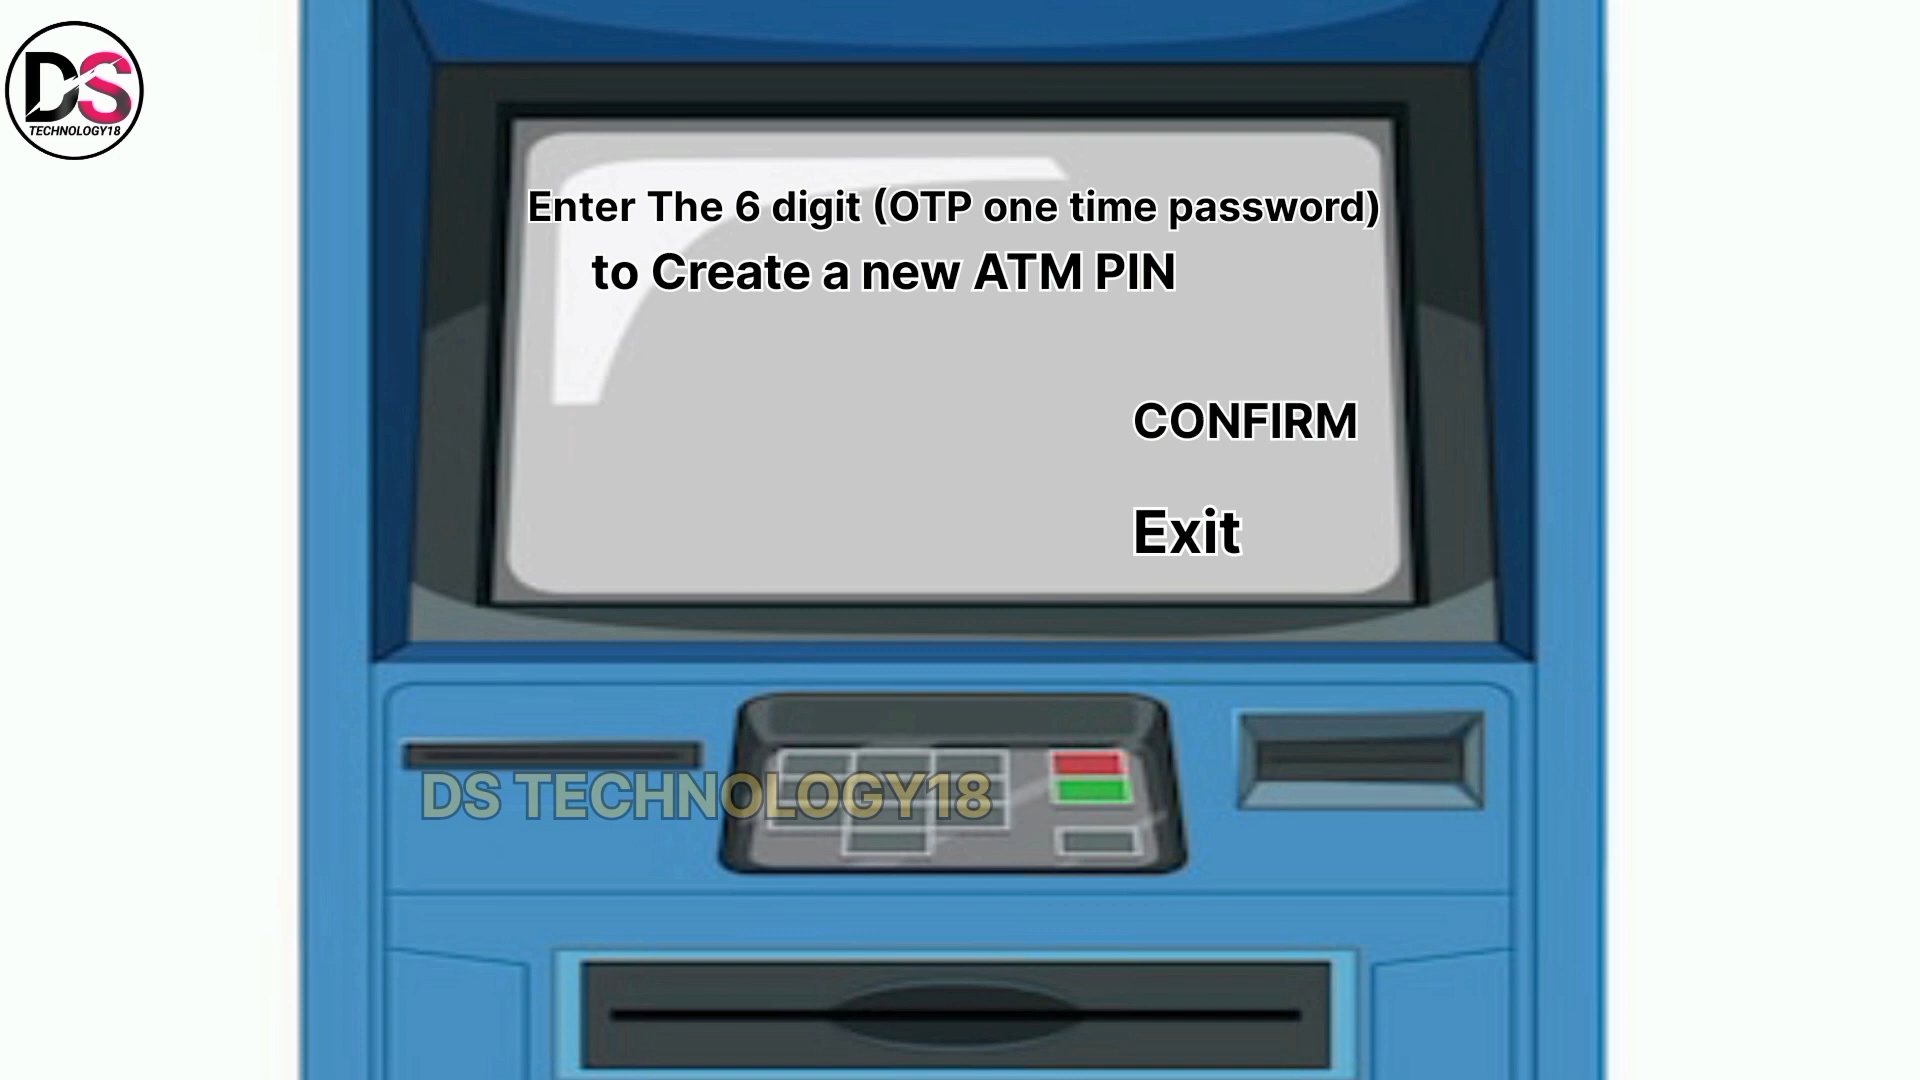 DS
TECHNOLOGY18
Enter The 6 digit (OTP one time password)
to Create a new ATM PIN
CONFIRM
Exit
DS TECHNOLOGY18